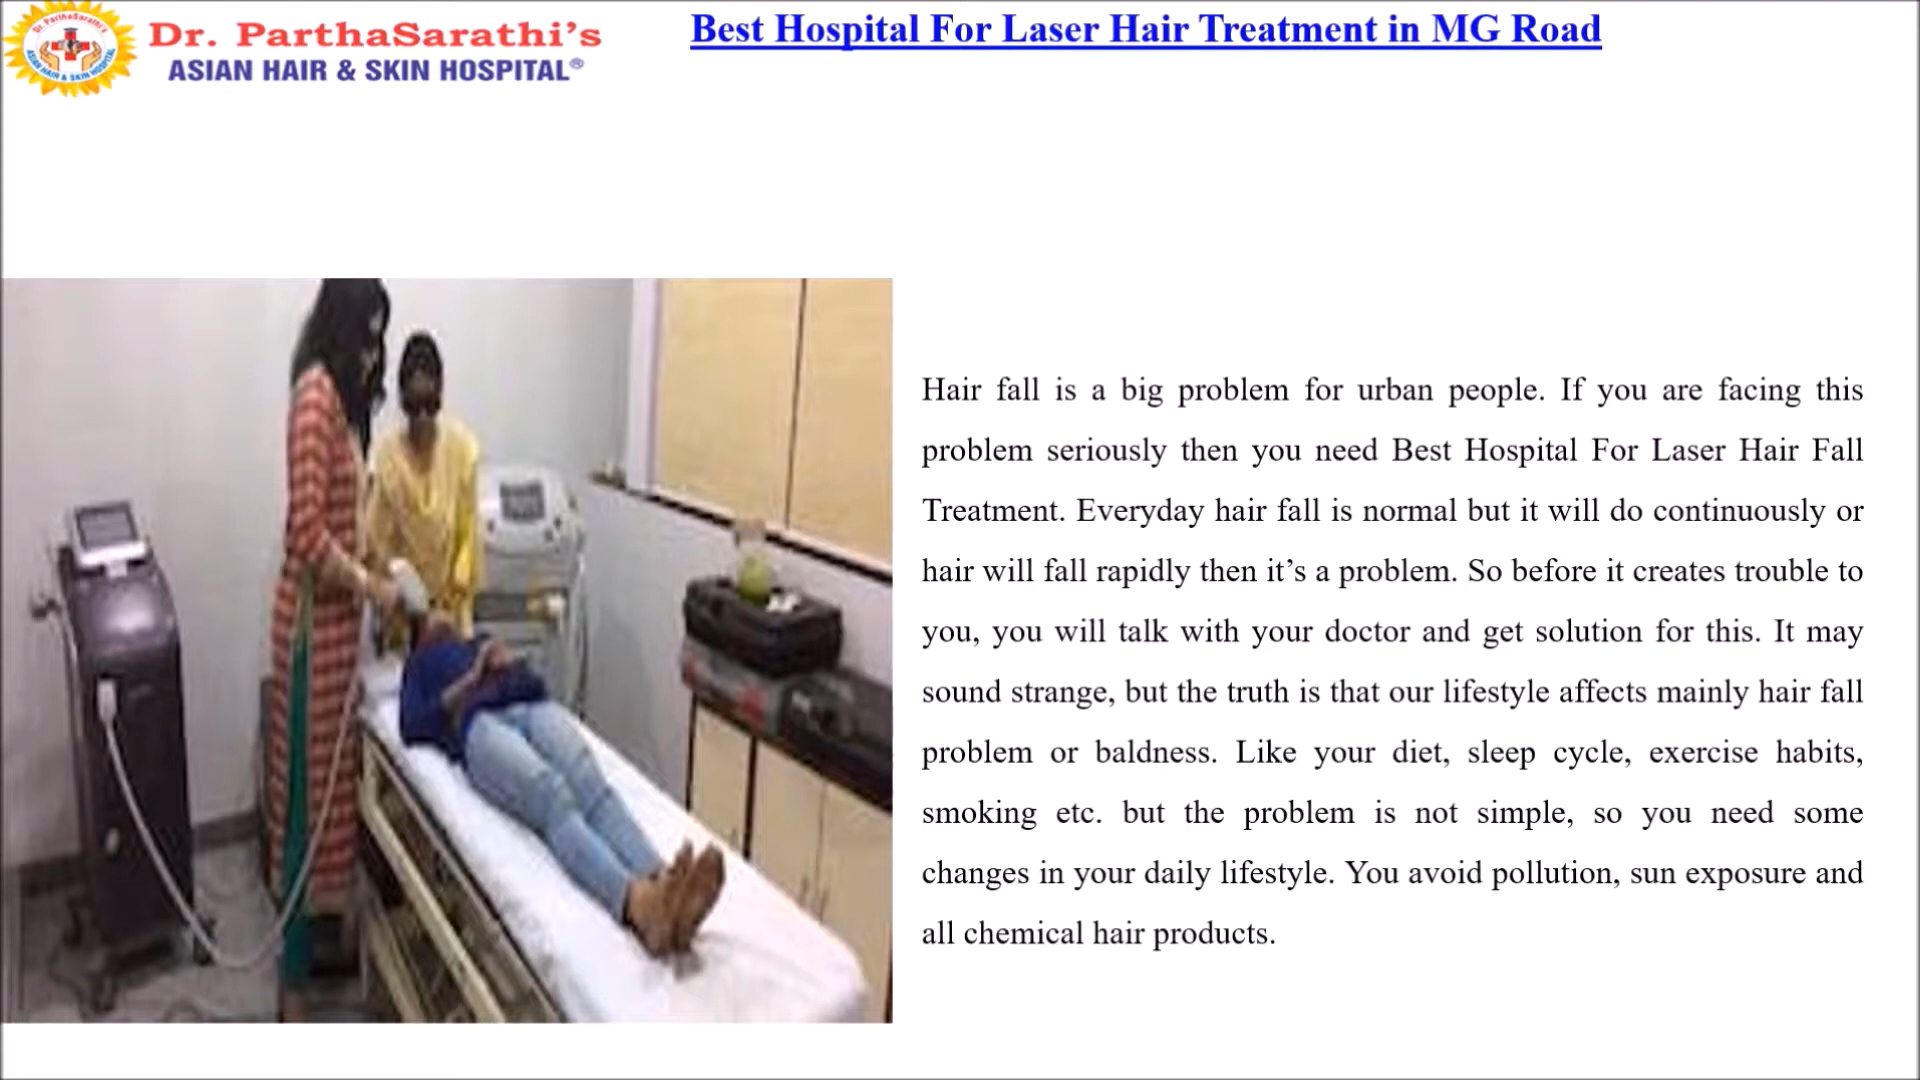 Dr. ParthaSarathi's
ASIAN HAIR & SKIN HOSPITAL®
Best Hospital For Laser Hair Treatment in MG Road
Dr. ParthaSarathi's
ASIAN HAIR & SKIN HOSPITAL
Hair fall is a big problem for urban people. If you are facing this
problem seriously then you need Best Hospital For Laser Hair Fall
Treatment. Everyday hair fall is normal but it will do continuously or
hair will fall rapidly then it’s a problem. So before it creates trouble to
you, you will talk with your doctor and get solution for this. It may
sound strange, but the truth is that our lifestyle affects mainly hair fall
problem or baldness. Like your diet, sleep cycle, exercise habits,
smoking etc. but the problem is not simple, so you need some
changes in your daily lifestyle. You avoid pollution, sun exposure and
all chemical hair products.